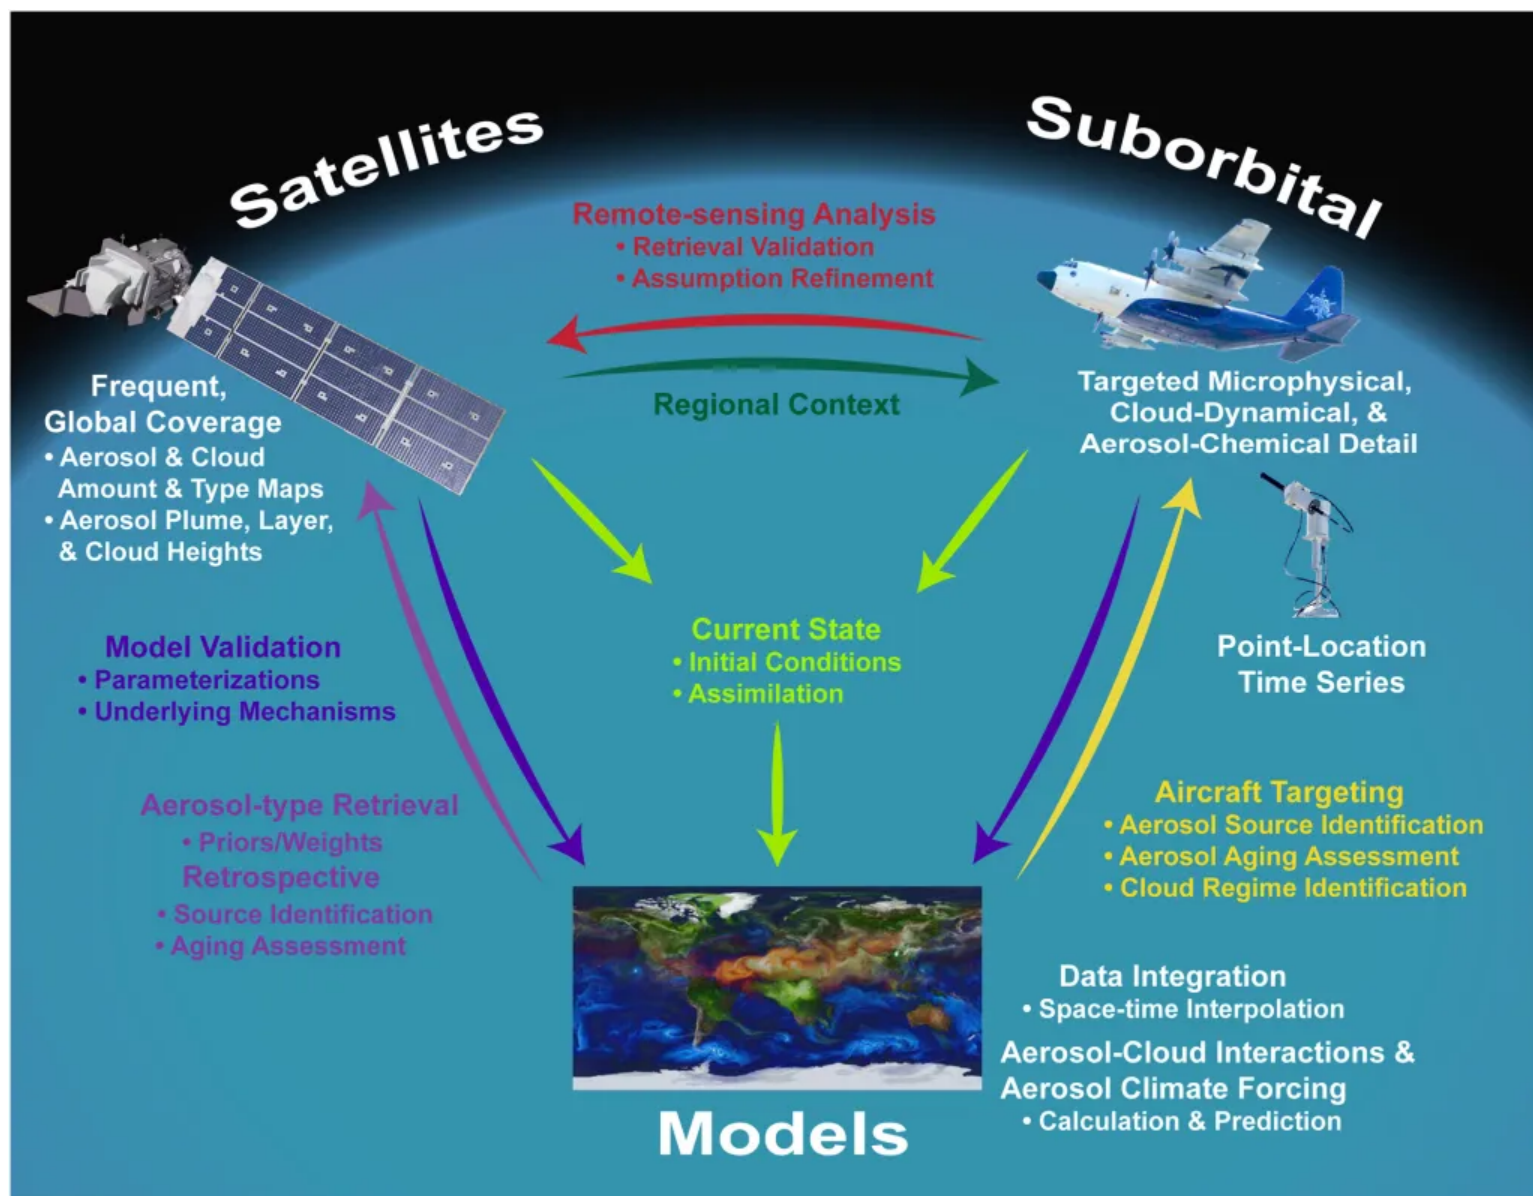 Satellites
Suborbital
Remote-sensing Analysis
• Retrieval Validation
• Assumption Refinement
Regional Context
Frequent,
Global Coverage
• Aerosol & Cloud
Amount & Type Maps
• Aerosol Plume, Layer,
& Cloud Heights
Targeted Microphysical,
Cloud-Dynamical, &
Aerosol-Chemical Detail
Point-Location
Time Series
Current State
• Initial Conditions
• Assimilation
Model Validation
• Parameterizations
• Underlying Mechanisms
Aerosol-type Retrieval
• Priors/Weights
Retrospective
• Source Identification
• Aging Assessment
Aircraft Targeting
• Aerosol Source Identification
• Aerosol Aging Assessment
• Cloud Regime Identification
Data Integration
• Space-time Interpolation
Aerosol-Cloud Interactions &
Aerosol Climate Forcing
• Calculation & Prediction
Models